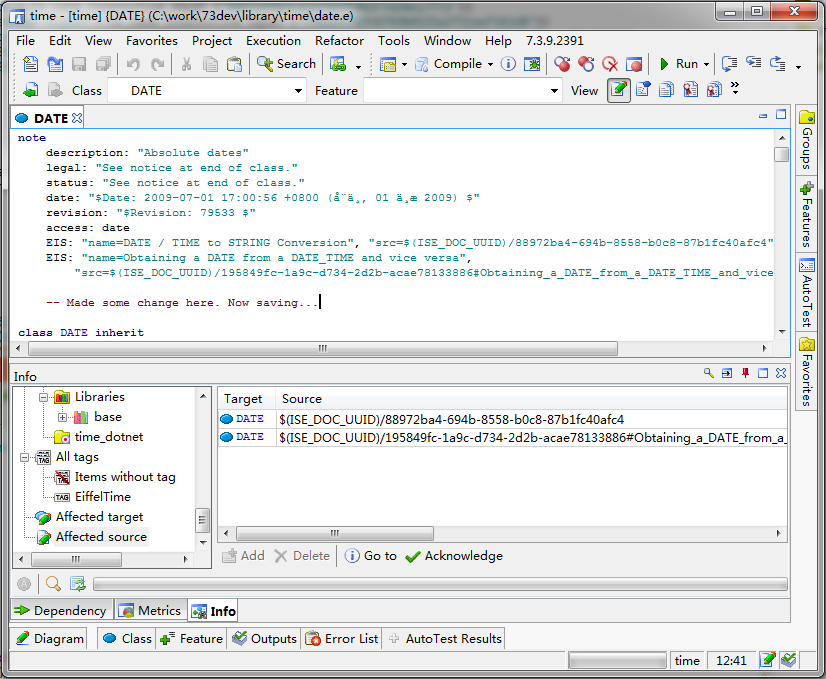 time - [time] {DATE} (C:\work\73dev\library\time\date.e)
File Edit View Favorites Project Execution Refactor Tools Window Help 7.3.9.2391
Search Compile Run
Class DATE Feature View
DATE
note
description: "Absolute dates"
legal: "See notice at end of class."
status: "See notice at end of class."
date: "$Date: 2009-07-01 17:00:56 +0800 (å¨ä¸, 01 ä¸æ 2009) $"
revision: "$Revision: 79533 $"
access: date
EIS: "name=DATE / TIME to STRING Conversion", "src=$(ISE_DOC_UUID)/88972ba4-694b-8558-b0c8-87b1fc40afc4"
EIS: "name=Obtaining a DATE from a DATE_TIME and vice versa",
"src=$(ISE_DOC_UUID)/195849fc-1a9c-d734-2d2b-acae78133886#Obtaining_a_DATE_from_a_DATE_TIME_and_vice
-- Made some change here. Now saving...
class DATE inherit
Groups
Features
AutoTest
Favorites
Info
Libraries
base
time_dotnet
All tags
Items without tag
TAG EiffelTime
Affected target
Affected source
Target Source
DATE $(ISE_DOC_UUID)/88972ba4-694b-8558-b0c8-87b1fc40afc4
DATE $(ISE_DOC_UUID)/195849fc-1a9c-d734-2d2b-acae78133886#Obtaining_a_DATE_from_a_
Add Delete Go to Acknowledge
Dependency Metrics Info
Diagram Class Feature Outputs Error List AutoTest Results
time 12:41